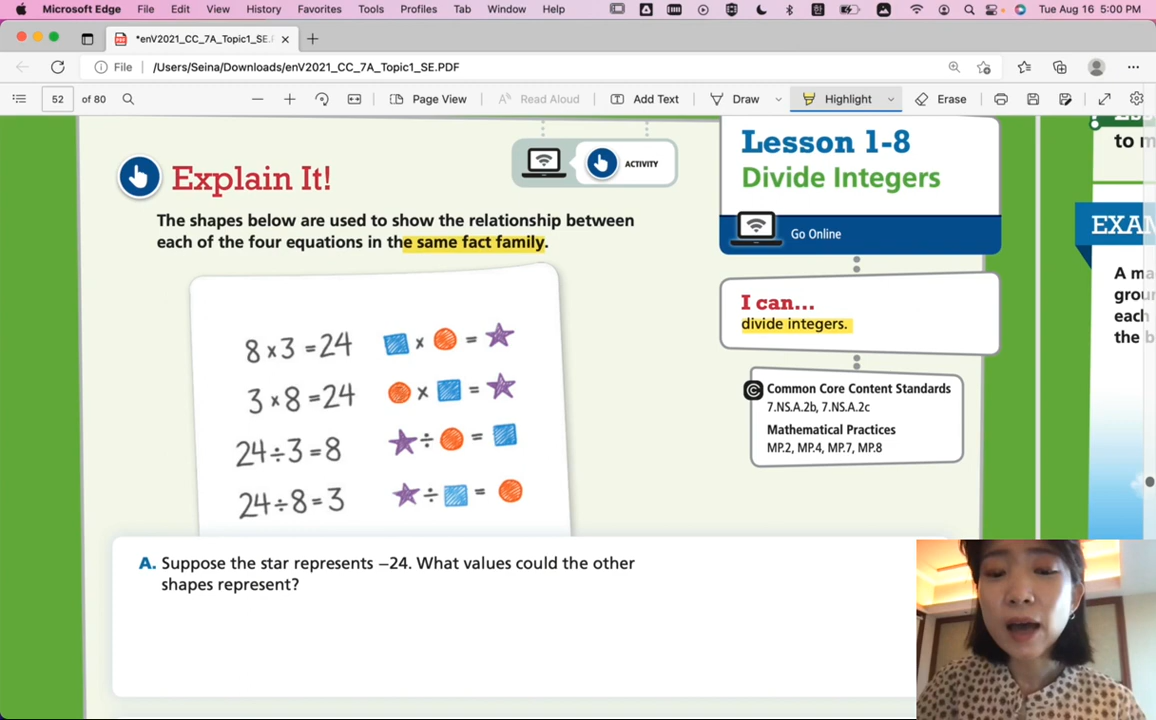 Microsoft Edge File Edit View History Favorites Tools Profiles Tab Window Help Tue Aug 16 5:00 PM
*enV2021_CC_7A_Topic1_SE.
File /Users/Seina/Downloads/enV2021_CC_7A_Topic1_SE.PDF
52 of 80 Page View Read Aloud Add Text Draw Highlight Erase
Explain It!
ACTIVITY
The shapes below are used to show the relationship between
each of the four equations in the same fact family.
8 × 3 = 24 × =
3 × 8 = 24 × =
24 ÷ 3 = 8 ÷ =
24 ÷ 8 = 3 ÷ =
A. Suppose the star represents −24. What values could the other
shapes represent?
Lesson 1-8
Divide Integers
Go Online
I can...
divide integers.
Common Core Content Standards
7.NS.A.2b, 7.NS.A.2c
Mathematical Practices
MP.2, MP.4, MP.7, MP.8
to
EXA
A
each
the